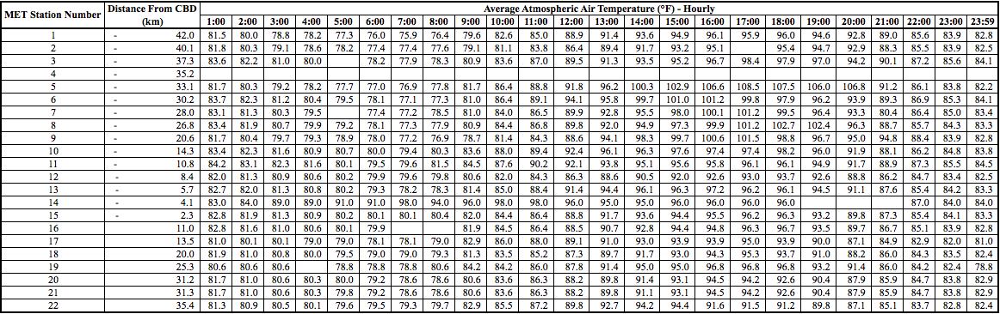 MET Station Number Distance From CBD (km) Average Atmospheric Air Temperature (°F) - Hourly
1:00 2:00 3:00 4:00 5:00 6:00 7:00 8:00 9:00 10:00 11:00 12:00 13:00 14:00 15:00 16:00 17:00 18:00 19:00 20:00 21:00 22:00 23:00 23:59
1 - 42.0 81.5 80.0 78.8 78.2 77.3 76.0 75.9 76.4 79.6 82.6 85.0 88.9 91.4 93.6 94.9 96.1 95.9 96.0 94.6 92.8 89.0 85.6 83.9 82.8
2 - 40.1 81.8 80.3 79.1 78.6 78.2 77.4 77.4 77.6 79.1 81.1 83.8 86.4 89.4 91.7 93.2 95.1 95.4 94.7 92.9 88.3 85.5 83.9 82.5
3 - 37.3 83.6 82.2 81.0 80.0 78.2 77.9 78.3 80.9 83.6 87.0 89.5 91.3 93.5 95.2 96.7 98.4 97.9 97.0 94.2 90.1 87.2 85.6 84.1
4 - 35.2
5 - 33.1 81.7 80.3 79.2 78.2 77.7 77.0 76.9 77.8 81.7 86.4 88.8 91.8 96.2 100.3 102.9 106.6 108.5 107.5 106.0 106.8 91.2 86.1 83.8 82.2
6 - 30.2 83.7 82.3 81.2 80.4 79.5 78.1 77.1 77.3 81.0 86.4 89.1 94.1 95.8 99.7 101.0 101.2 99.8 97.9 96.2 93.9 89.3 86.9 85.3 84.1
7 - 28.0 83.1 81.3 80.3 79.5 77.4 77.2 78.5 81.0 84.0 86.5 89.9 92.8 95.5 98.0 100.1 101.2 99.5 96.4 93.3 80.4 86.4 85.0 83.4
8 - 26.8 83.4 81.9 80.7 79.9 79.2 78.1 77.3 77.9 80.9 84.4 86.8 89.8 92.0 94.9 97.3 99.9 101.2 102.7 102.4 96.3 88.7 85.7 84.3 83.3
9 - 20.6 81.7 80.4 79.7 79.3 78.9 78.0 77.2 76.9 78.7 81.4 84.3 88.6 94.1 98.3 99.7 100.6 101.5 98.8 96.7 95.0 94.8 88.4 83.9 82.8
10 - 14.3 83.4 82.3 81.6 80.9 80.7 80.0 79.4 80.3 83.6 88.0 89.4 92.4 96.1 96.3 97.6 97.4 97.4 98.2 96.0 91.9 88.1 86.2 84.8 83.8
11 - 10.8 84.2 83.1 82.3 81.6 80.1 79.5 79.6 81.5 84.5 87.6 90.2 92.1 93.8 95.1 95.6 95.8 96.1 96.1 94.9 91.7 88.9 87.3 85.5 84.5
12 - 8.4 82.0 81.3 80.9 80.6 80.2 79.9 79.6 79.8 80.6 82.0 84.3 86.3 88.6 90.5 92.0 92.6 93.0 93.7 92.6 88.8 86.2 84.7 83.4 82.5
13 - 5.7 82.7 82.0 81.3 80.8 80.2 79.3 78.2 78.3 81.4 85.0 88.4 91.4 94.4 96.1 96.3 97.2 96.2 96.1 94.5 91.1 87.6 85.4 84.2 83.3
14 - 4.1 83.0 84.0 89.0 89.0 91.0 91.0 98.0 94.0 96.0 98.0 98.0 96.0 95.0 95.0 96.0 96.0 96.0 96.0 87.0 84.0 84.0
15 - 2.3 82.8 81.9 81.3 80.9 80.2 80.1 80.1 80.4 82.0 84.4 86.4 88.8 91.7 93.6 94.4 95.5 96.2 96.3 93.2 89.8 87.3 85.4 84.1 83.3
16 11.0 82.8 81.6 81.0 80.6 80.1 79.9 81.9 84.5 86.4 88.5 90.7 92.8 94.4 94.8 96.3 96.7 93.5 89.7 86.7 85.1 83.9 82.8
17 13.5 81.0 80.1 80.1 79.0 79.0 78.1 78.1 79.0 82.9 86.0 88.0 89.1 91.0 93.0 93.9 93.9 95.0 93.9 90.0 87.1 84.9 82.9 82.0 81.0
18 20.0 81.9 81.0 80.8 80.0 79.5 79.0 79.0 79.3 81.3 83.5 85.2 87.3 89.7 91.7 93.0 94.3 95.3 93.7 91.0 88.2 86.0 84.3 83.5 82.4
19 25.3 80.6 80.6 80.6 78.8 78.8 78.8 80.6 84.2 84.2 86.0 87.8 91.4 95.0 95.0 96.8 96.8 96.8 93.2 91.4 86.0 84.2 82.4 78.8
20 31.2 81.7 81.0 80.6 80.3 80.0 79.2 78.6 78.6 80.6 83.6 86.3 88.2 89.8 91.4 93.1 94.5 94.2 92.6 90.4 87.9 85.9 84.7 83.8 82.9
21 31.3 81.7 81.0 80.6 80.3 79.8 79.2 78.6 78.6 80.6 83.6 86.3 88.2 89.8 91.1 93.1 94.5 94.2 92.6 90.4 87.9 85.9 84.7 83.8 82.9
22 35.4 81.3 80.9 80.5 80.1 79.6 79.5 79.3 79.7 82.9 85.5 87.2 89.8 92.7 94.2 94.4 91.6 91.5 91.2 89.8 87.1 85.1 83.7 82.8 82.4